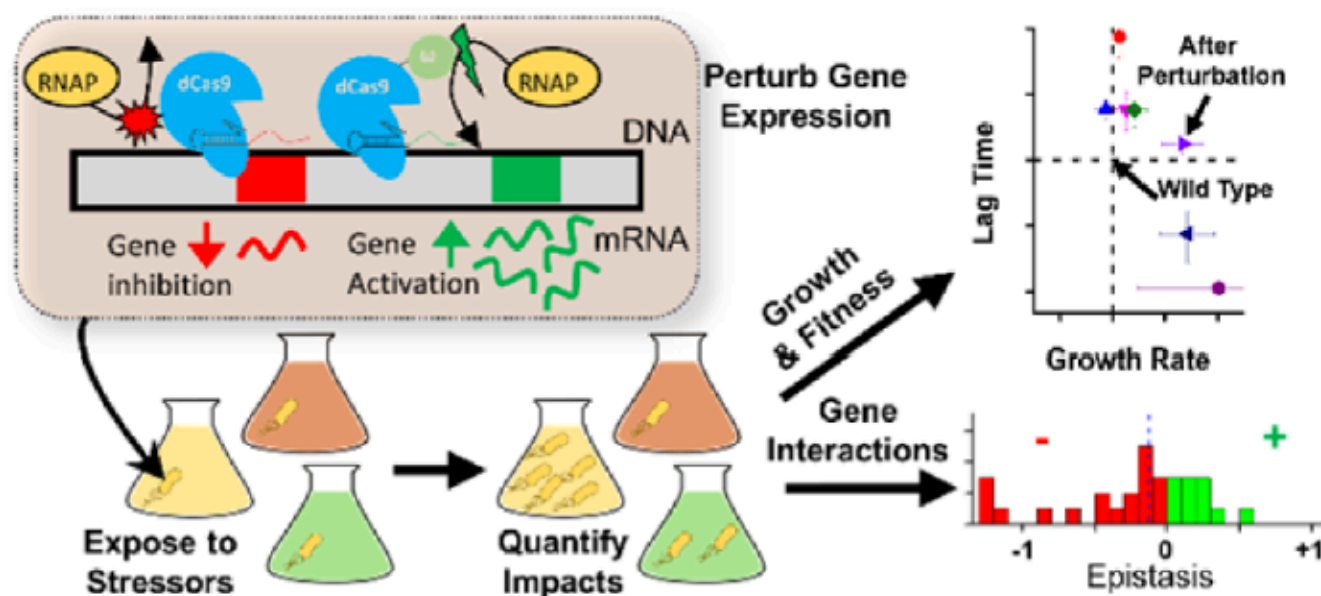 RNAP
dCas9
dCas9
ω
RNAP
Perturb Gene
Expression
DNA
Gene
inhibition
Gene
Activation
mRNA
Expose to
Stressors
Quantify
Impacts
Growth
& Fitness
Gene
Interactions
Lag Time
After
Perturbation
Wild Type
Growth Rate
-
+
-1
0
+1
Epistasis